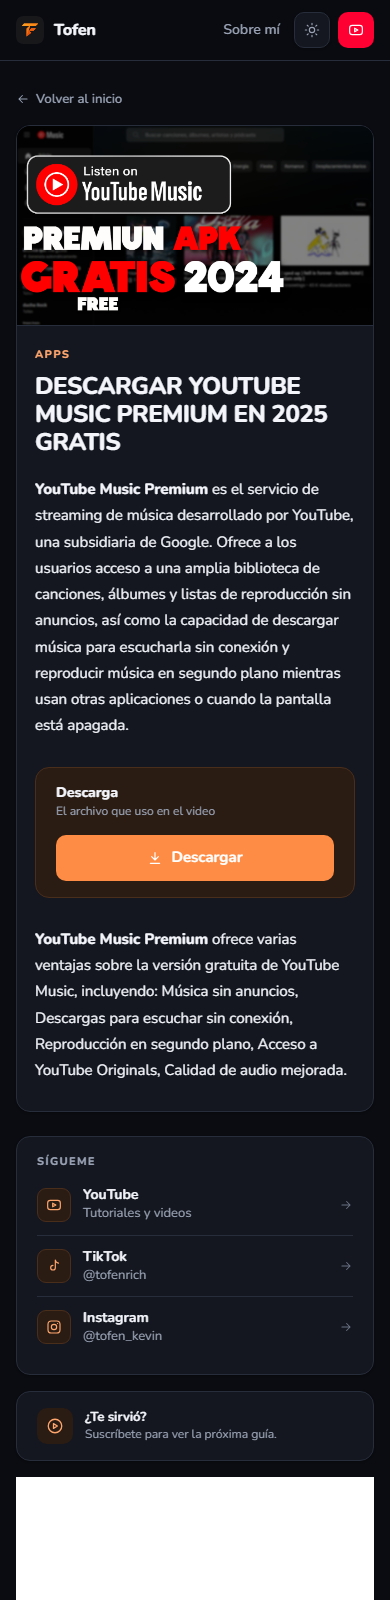 Tofen
Sobre mí
← Volver al inicio
Music
Listen on
YouTube Music
PREMIUN APK
GRATIS 2024
FREE
APPS
DESCARGAR YOUTUBE
MUSIC PREMIUM EN 2025
GRATIS
YouTube Music Premium es el servicio de
streaming de música desarrollado por YouTube,
una subsidiaria de Google. Ofrece a los
usuarios acceso a una amplia biblioteca de
canciones, álbumes y listas de reproducción sin
anuncios, así como la capacidad de descargar
música para escucharla sin conexión y
reproducir música en segundo plano mientras
usan otras aplicaciones o cuando la pantalla
está apagada.
Descarga
El archivo que uso en el video
Descargar
YouTube Music Premium ofrece varias
ventajas sobre la versión gratuita de YouTube
Music, incluyendo: Música sin anuncios,
Descargas para escuchar sin conexión,
Reproducción en segundo plano, Acceso a
YouTube Originals, Calidad de audio mejorada.
SÍGUEME
YouTube
Tutoriales y videos
→
TikTok
@tofenrich
→
Instagram
@tofen_kevin
→
¿Te sirvió?
Suscríbete para ver la próxima guía.